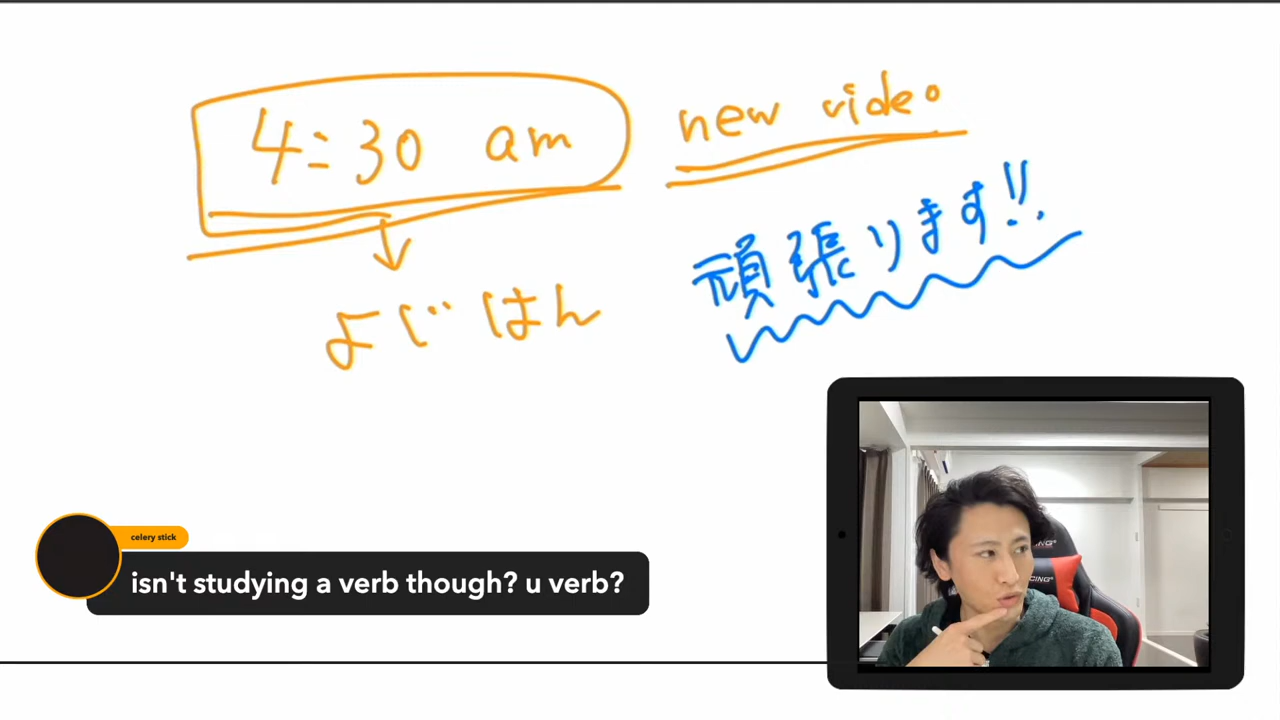 4:30 am
new video
頑張ります!!
よじはん
celery stick
isn't studying a verb though? u verb?
CING